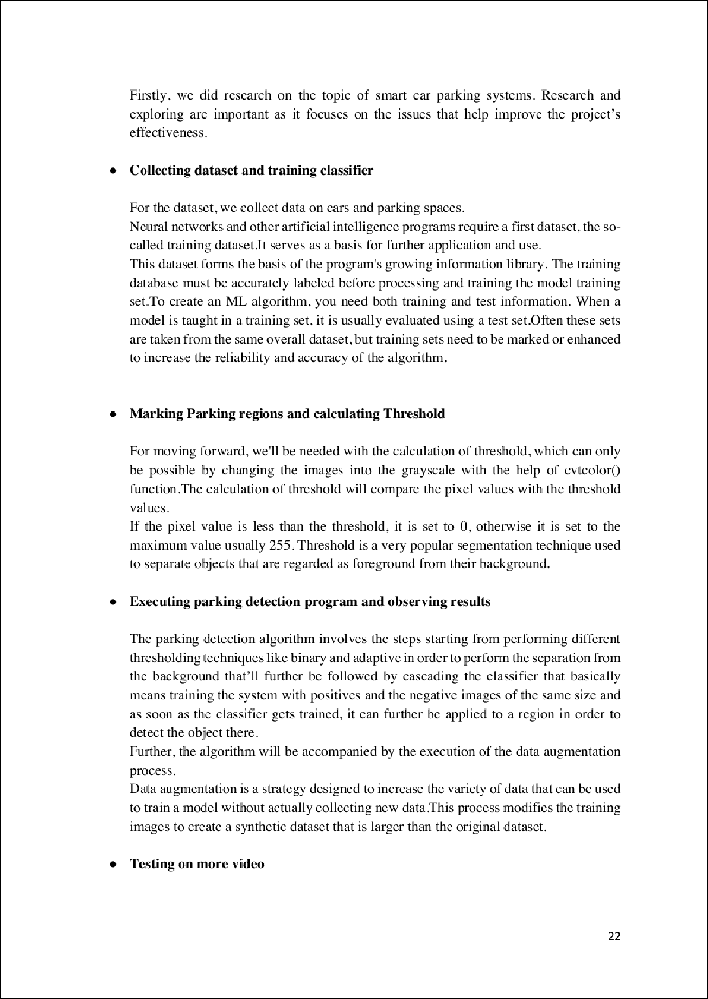 Firstly, we did research on the topic of smart car parking systems. Research and
exploring are important as it focuses on the issues that help improve the project’s
effectiveness.
● Collecting dataset and training classifier
For the dataset, we collect data on cars and parking spaces.
Neural networks and other artificial intelligence programs require a first dataset, the so-
called training dataset.It serves as a basis for further application and use.
This dataset forms the basis of the program's growing information library. The training
database must be accurately labeled before processing and training the model training
set.To create an ML algorithm, you need both training and test information. When a
model is taught in a training set, it is usually evaluated using a test set.Often these sets
are taken from the same overall dataset, but training sets need to be marked or enhanced
to increase the reliability and accuracy of the algorithm.
● Marking Parking regions and calculating Threshold
For moving forward, we'll be needed with the calculation of threshold, which can only
be possible by changing the images into the grayscale with the help of cvtcolor()
function.The calculation of threshold will compare the pixel values with the threshold
values.
If the pixel value is less than the threshold, it is set to 0, otherwise it is set to the
maximum value usually 255. Threshold is a very popular segmentation technique used
to separate objects that are regarded as foreground from their background.
● Executing parking detection program and observing results
The parking detection algorithm involves the steps starting from performing different
thresholding techniques like binary and adaptive in order to perform the separation from
the background that’ll further be followed by cascading the classifier that basically
means training the system with positives and the negative images of the same size and
as soon as the classifier gets trained, it can further be applied to a region in order to
detect the object there.
Further, the algorithm will be accompanied by the execution of the data augmentation
process.
Data augmentation is a strategy designed to increase the variety of data that can be used
to train a model without actually collecting new data.This process modifies the training
images to create a synthetic dataset that is larger than the original dataset.
● Testing on more video
22